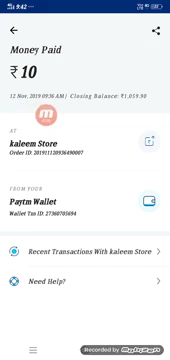 9:42
Money Paid
₹10
12 Nov. 2019 09:36 AM / Closing Balance: ₹1,059.90
AT
kaleem Store
Order ID: 201911120936490007
FROM YOUR
Paytm Wallet
Wallet Txn ID: 27360705694
Recent Transactions With kaleem Store
Need Help?
Recorded by